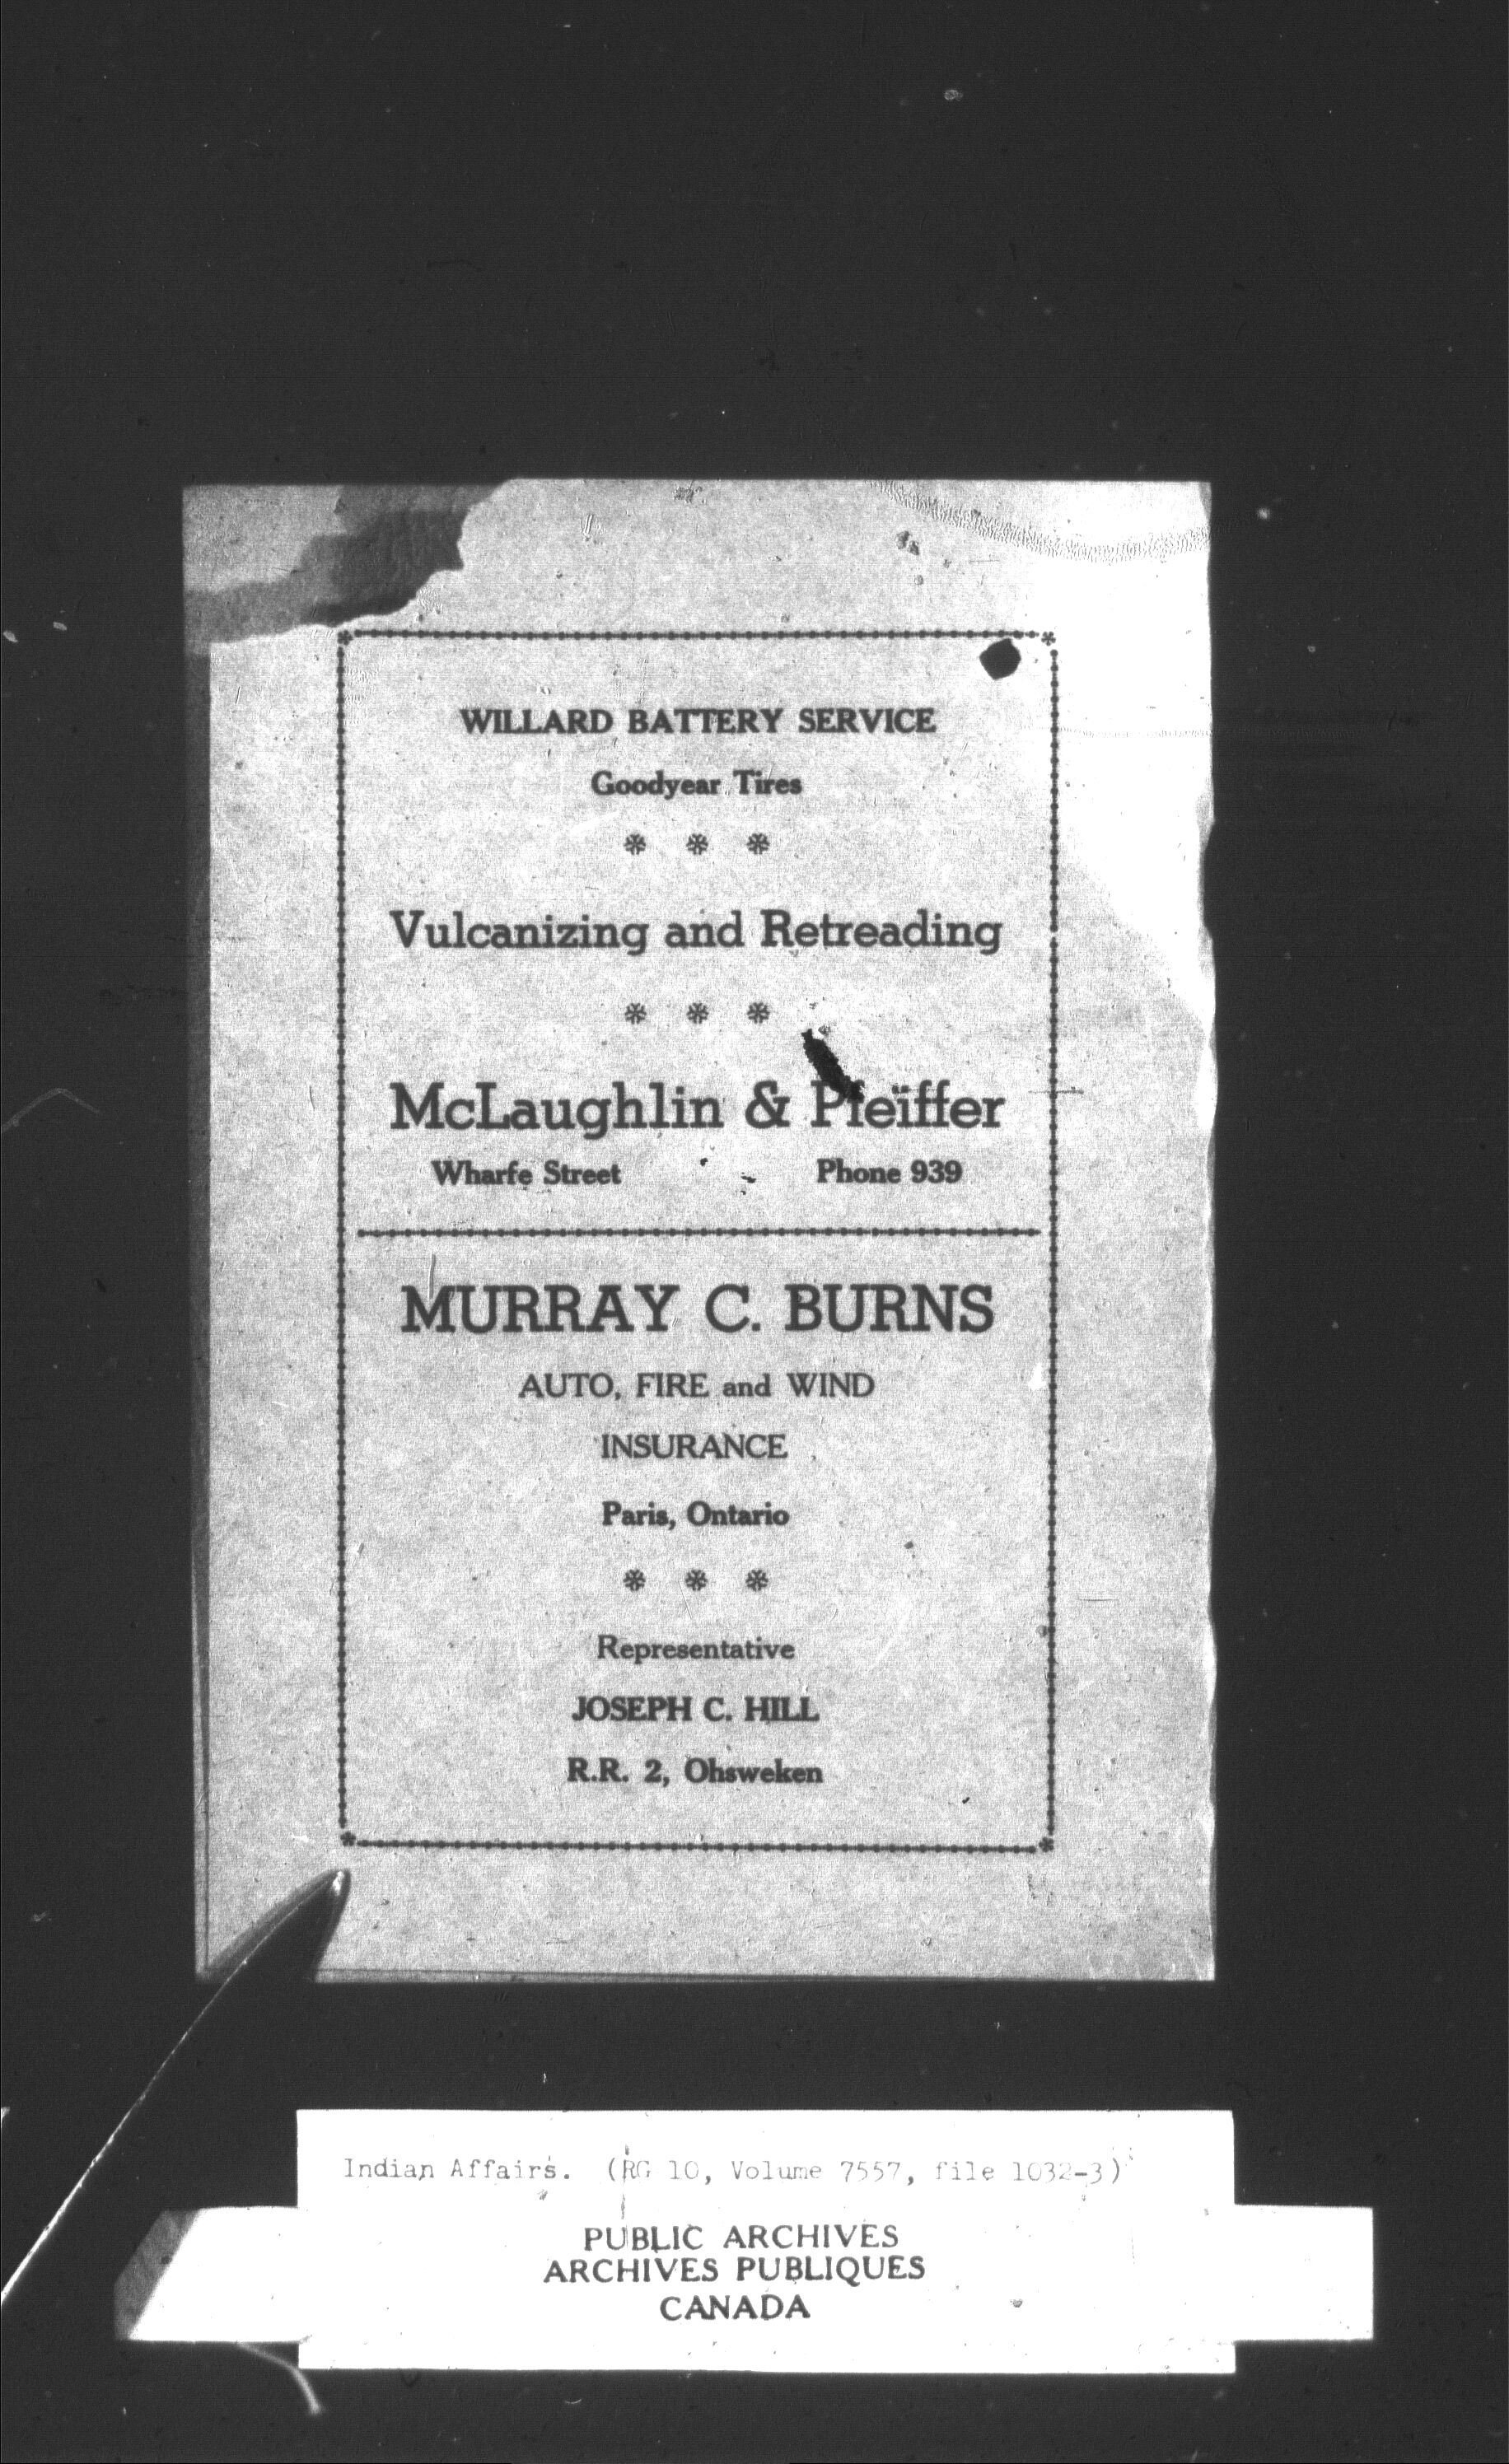 WILLARD BATTERY SERVICE
Goodyear Tires
Vulcanizing and Retreading
McLaughlin & Pfeiffer
Wharfe Street Phone 939
MURRAY C. BURNS
AUTO, FIRE and WIND
INSURANCE
Paris, Ontario
Representative
JOSEPH C. HILL
R.R. 2, Ohsweken
Indian Affairs. (RG 10, Volume 7557, file 1032-3)
PUBLIC ARCHIVES
ARCHIVES PUBLIQUES
CANADA